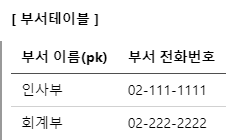 [ 부서테이블 ]
부서 이름(pk) 부서 전화번호
인사부 02-111-1111
회계부 02-222-2222